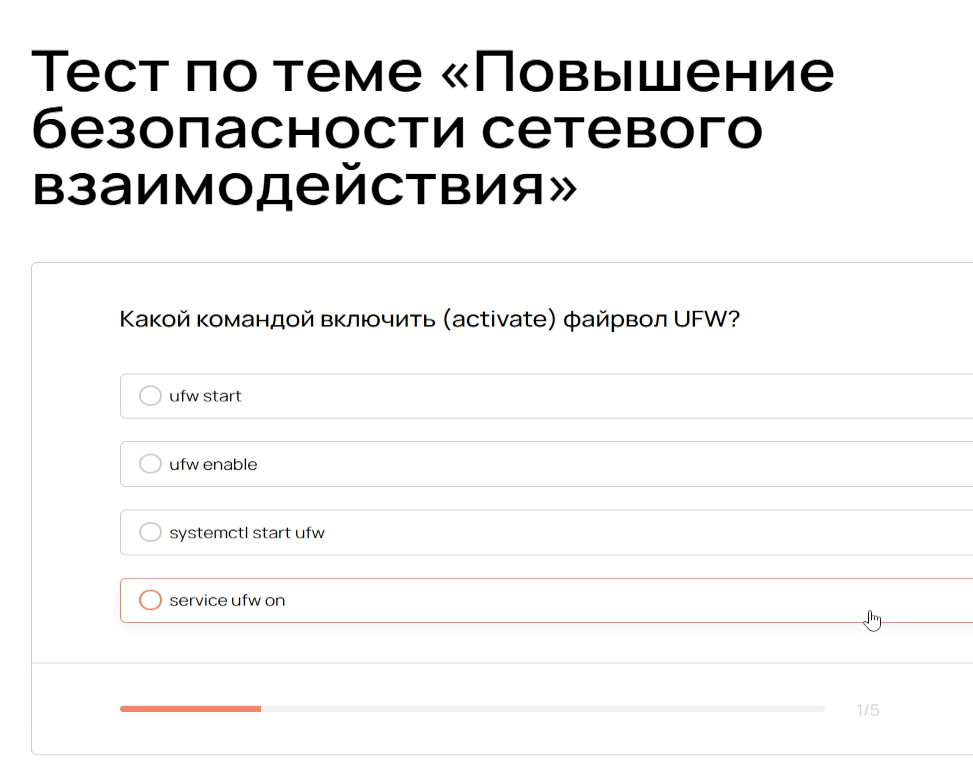 Тест по теме «Повышение
безопасности сетевого
взаимодействия»
Какой командой включить (activate) файрвол UFW?
ufw start
ufw enable
systemctl start ufw
service ufw on
1/5